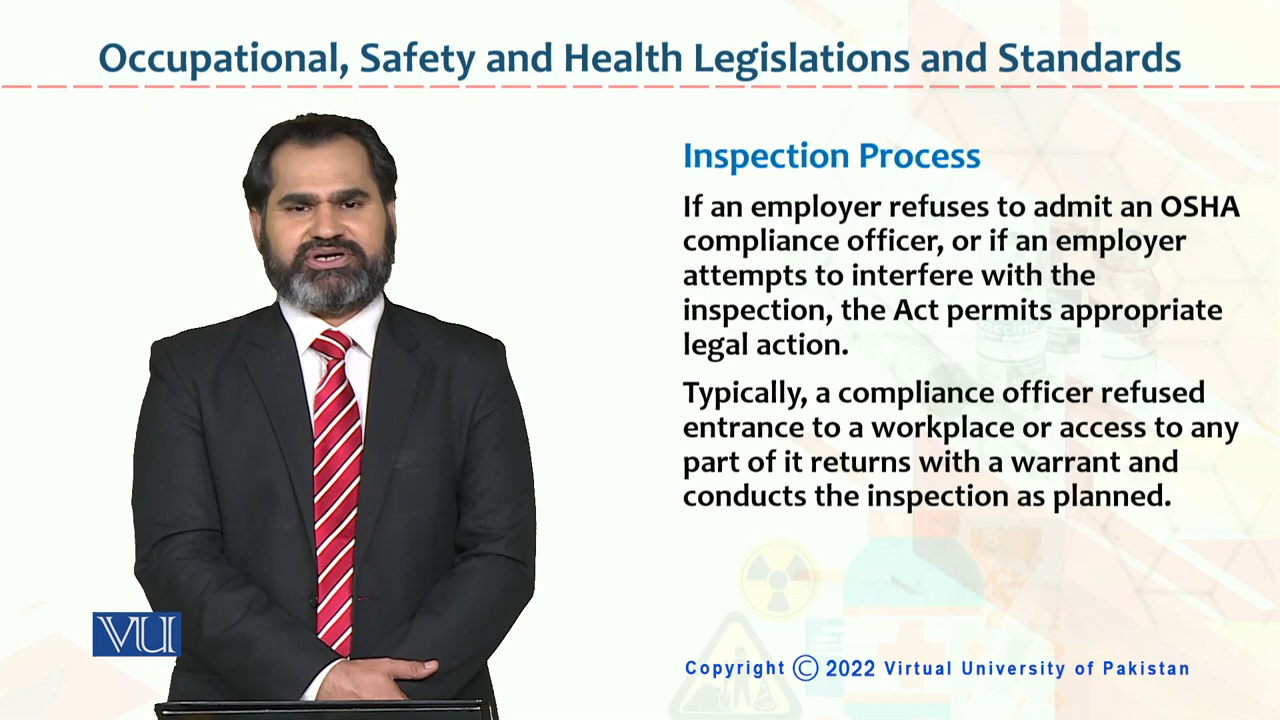 Occupational, Safety and Health Legislations and Standards
Inspection Process
If an employer refuses to admit an OSHA
compliance officer, or if an employer
attempts to interfere with the
inspection, the Act permits appropriate
legal action.
Typically, a compliance officer refused
entrance to a workplace or access to any
part of it returns with a warrant and
conducts the inspection as planned.
VU
Copyright © 2022 Virtual University of Pakistan